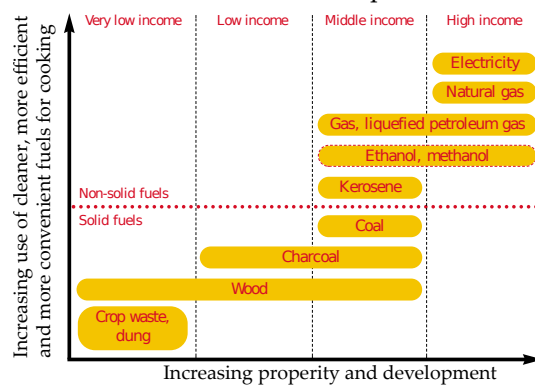 Very low income
Low income
Middle income
High income
Electricity
Natural gas
Gas, liquefied petroleum gas
Ethanol, methanol
Kerosene
Non-solid fuels
Solid fuels
Coal
Charcoal
Wood
Crop waste,
dung
Increasing use of cleaner, more efficient
and more convenient fuels for cooking
Increasing properity and development